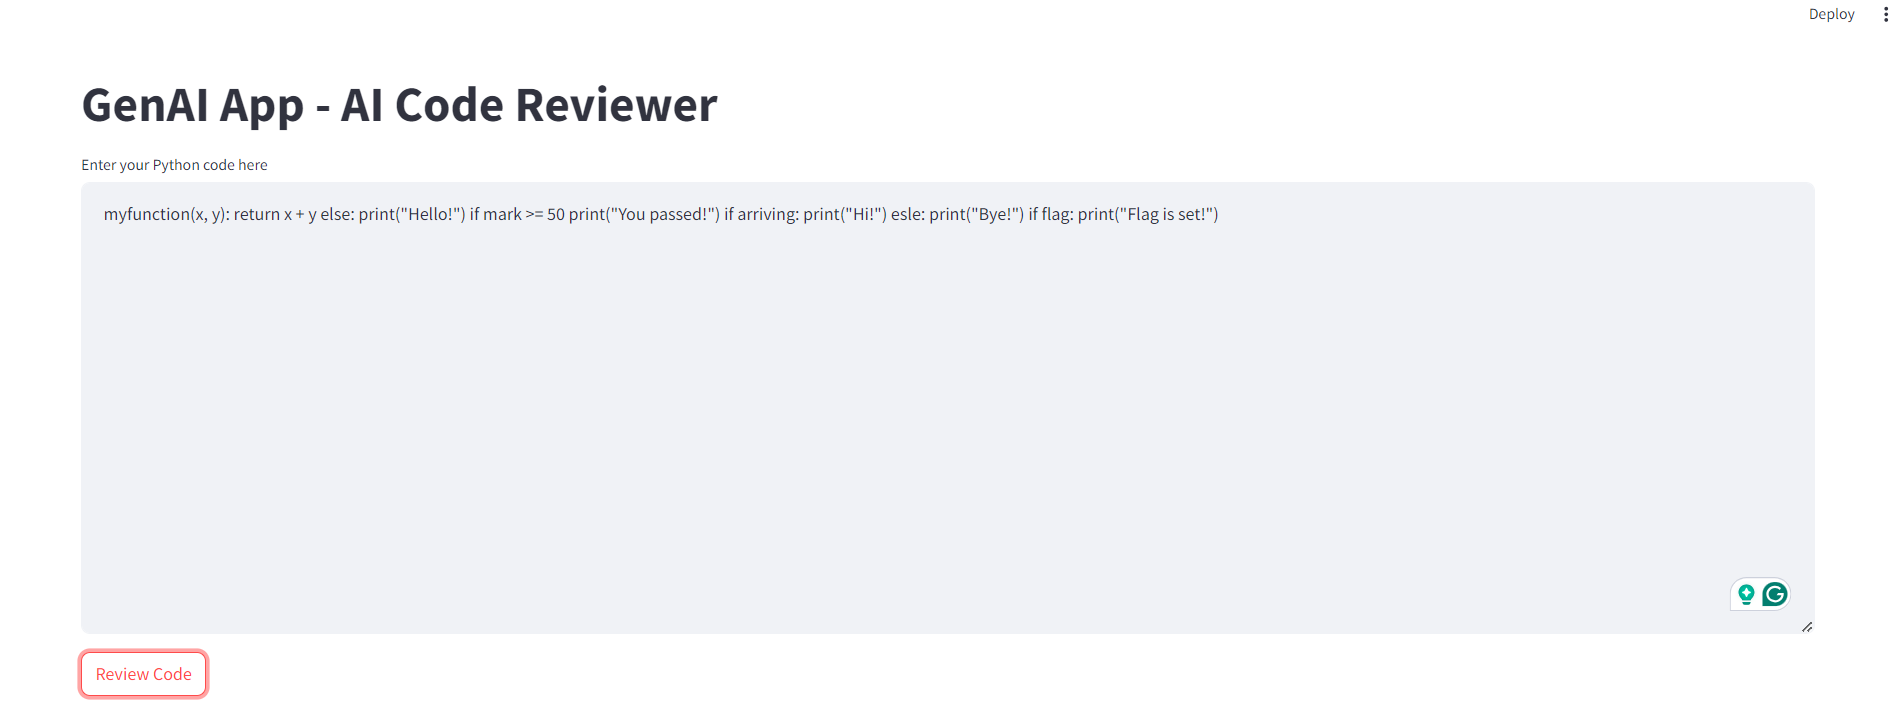 Deploy
GenAI App - AI Code Reviewer
Enter your Python code here
myfunction(x, y): return x + y else: print("Hello!") if mark >= 50 print("You passed!") if arriving: print("Hi!") esle: print("Bye!") if flag: print("Flag is set!")
Review Code